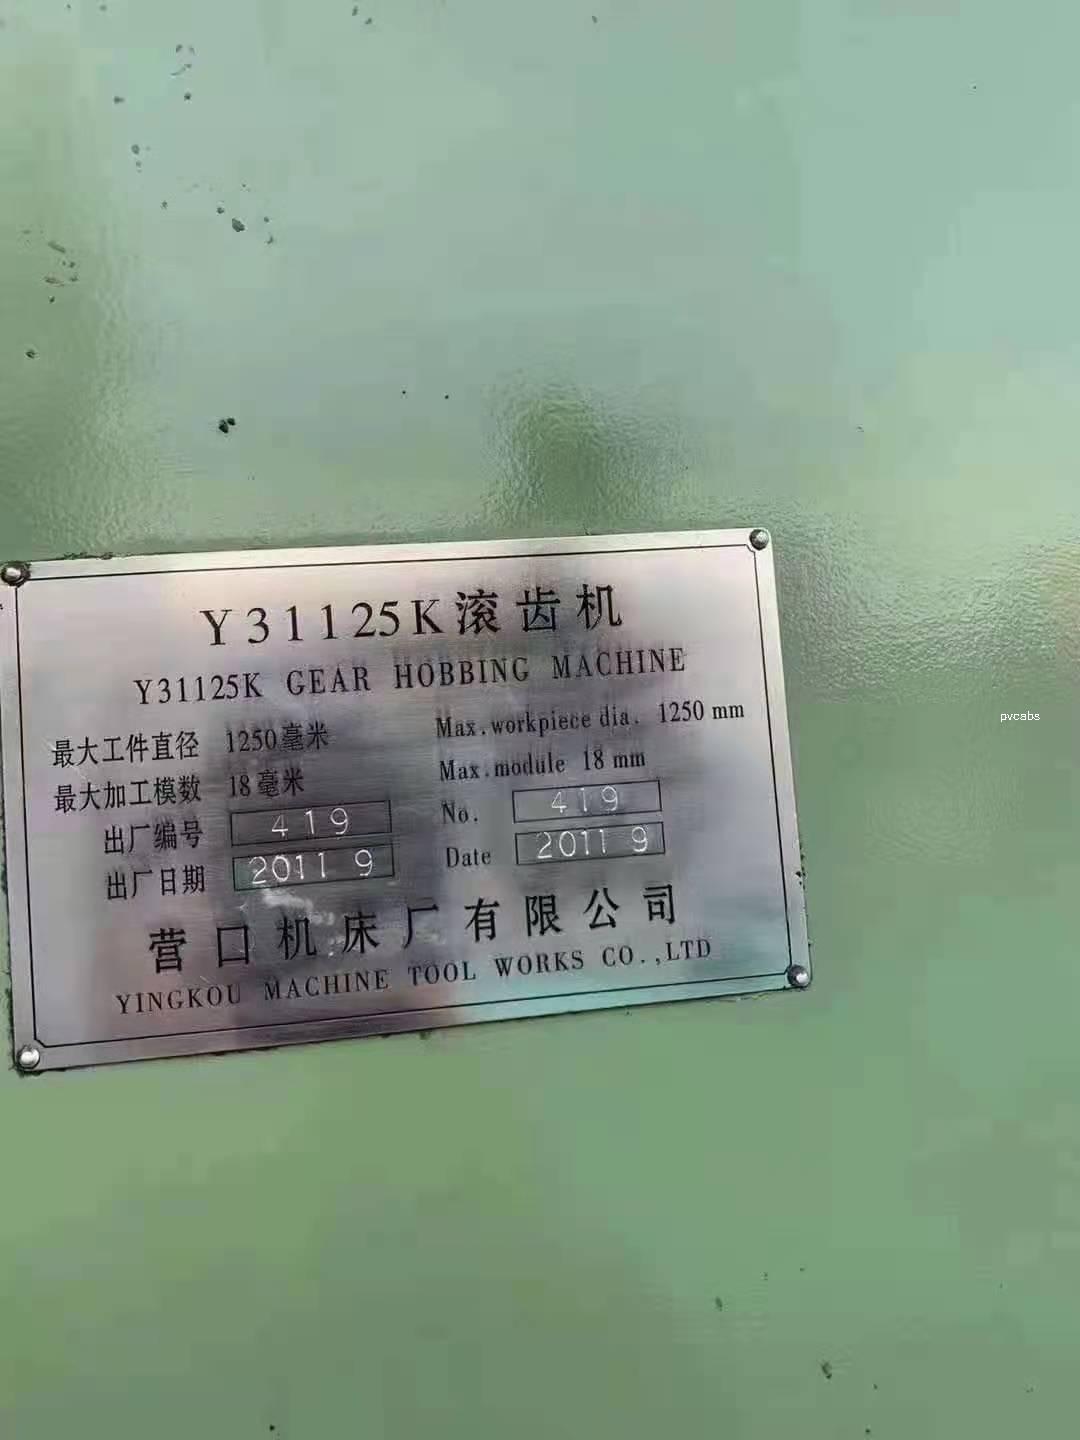 Y31125K滚齿机
Y31125K GEAR HOBBING MACHINE
最大工件直径 1250毫米 Max.workpiece dia. 1250 mm
最大加工模数 18毫米 Max.module 18 mm
出厂编号 419 No. 419
出厂日期 2011 9 Date 2011 9
营口机床厂有限公司
YINGKOU MACHINE TOOL WORKS CO.,LTD
pvcabs